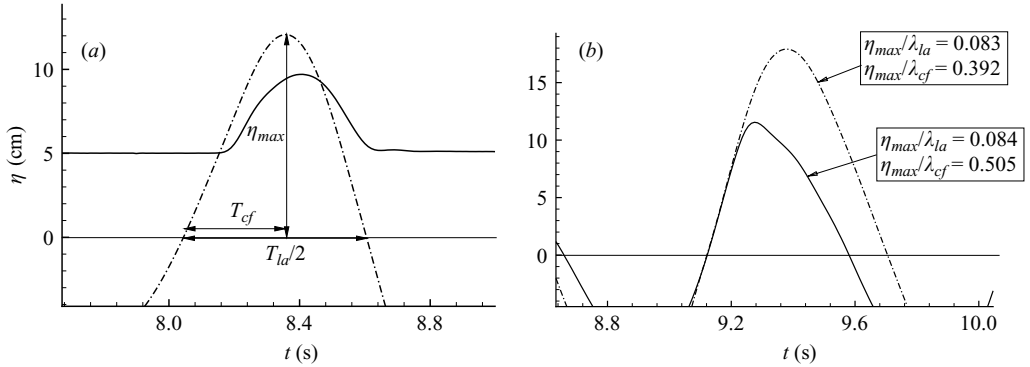 (a)
η (cm)
10
5
0
η_max
T_cf
T_la/2
8.0
8.4
8.8
t (s)
(b)
15
10
5
0
η_max/λ_la = 0.083
η_max/λ_cf = 0.392
η_max/λ_la = 0.084
η_max/λ_cf = 0.505
8.8
9.2
9.6
10.0
t (s)